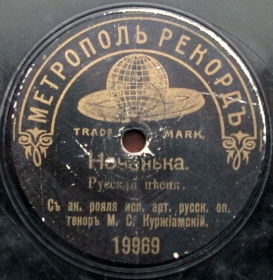 МЕТРОПОЛЬ РЕКОРДЪ
TRADE MARK.
Ноченька.
Русская пѣсня.
Съ ак. рояля исп. арт. русск. оп.
теноръ М. С. Куржіамскій.
19969